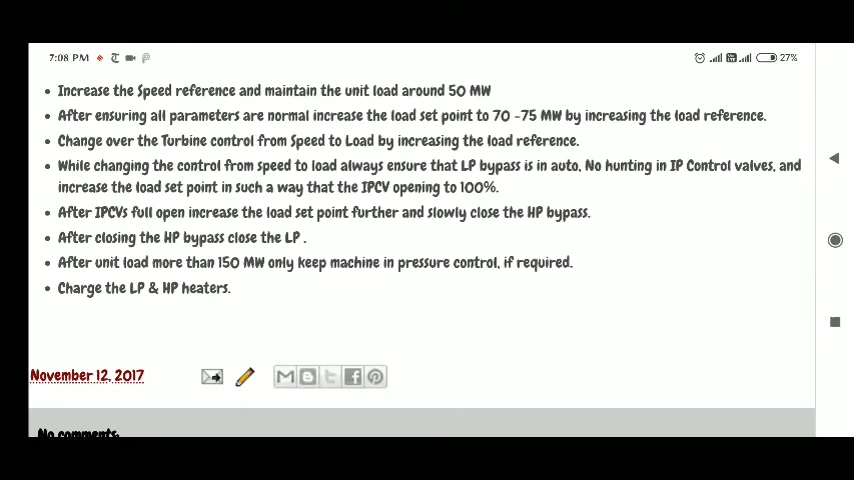 7:08 PM
27%
• Increase the Speed reference and maintain the unit load around 50 MW
• After ensuring all parameters are normal increase the load set point to 70 -75 MW by increasing the load reference.
• Change over the Turbine control from Speed to Load by increasing the load reference.
• While changing the control from speed to load always ensure that LP bypass is in auto, No hunting in IP Control valves, and
increase the load set point in such a way that the IPCV opening to 100%.
• After IPCVs full open increase the load set point further and slowly close the HP bypass.
• After closing the HP bypass close the LP .
• After unit load more than 150 MW only keep machine in pressure control, if required.
• Charge the LP & HP heaters.
November 12, 2017
No comments: